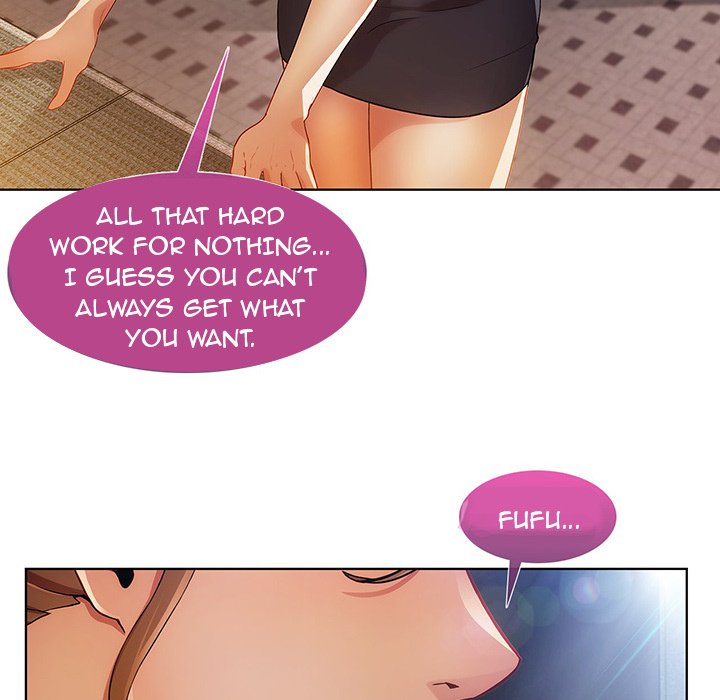 ALL THAT HARD
WORK FOR NOTHING...
I GUESS YOU CAN'T
ALWAYS GET WHAT
YOU WANT.
FUFU...